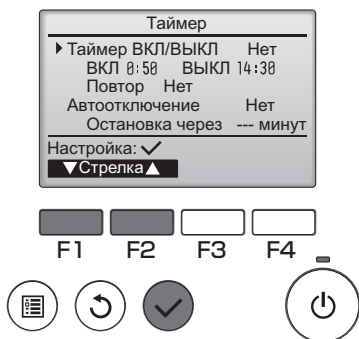 Таймер
Таймер ВКЛ/ВЫКЛ Нет
ВКЛ 0:50 ВЫКЛ 14:30
Повтор Нет
Автоотключение Нет
Остановка через --- минут
Настройка: ✓
▼Стрелка▲
F1 F2 F3 F4